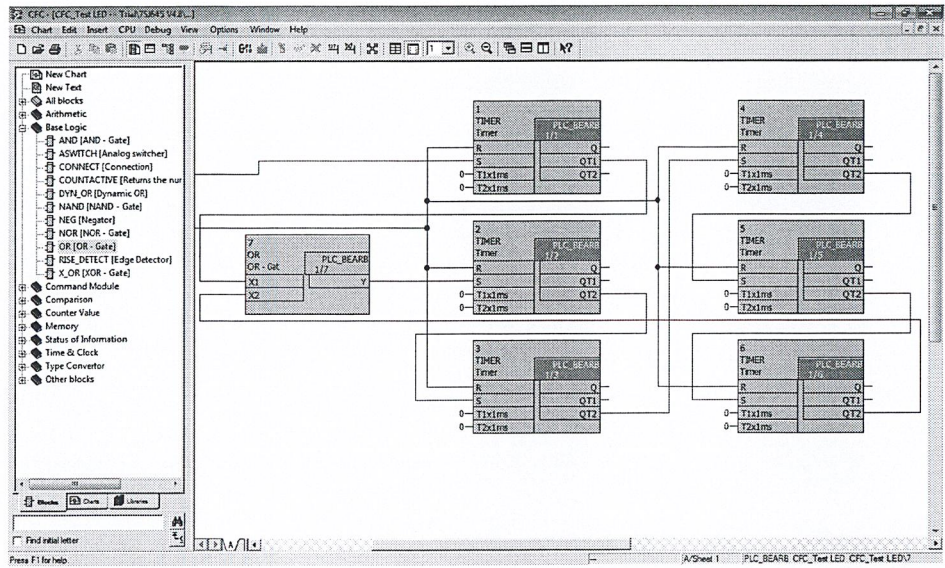 CFC - [CFC_Test LED -- Trial\7SJ645 V4.8\...]
Chart Edit Insert CPU Debug View Options Window Help
1
New Chart
New Text
All blocks
Arithmetic
Base Logic
AND [AND - Gate]
ASWITCH [Analog switcher]
CONNECT [Connection]
COUNTACTIVE [Returns the nur
DYN_OR [Dynamic OR]
NAND [NAND - Gate]
NEG [Negator]
NOR [NOR - Gate]
OR [OR - Gate]
RISE_DETECT [Edge Detector]
X_OR [XOR - Gate]
Command Module
Comparison
Counter Value
Memory
Status of Information
Time & Clock
Type Convertor
Other blocks
Blocks Charts Libraries
Find initial letter
7
OR
OR - Gat PLC_BEARB
1/7
X1 Y
X2
1
TIMER
Timer PLC_BEARB
1/1
R Q
S QT1
0 T1x1ms QT2
0 T2x1ms
2
TIMER
Timer PLC_BEARB
1/2
R Q
S QT1
0 T1x1ms QT2
0 T2x1ms
3
TIMER
Timer PLC_BEARB
1/3
R Q
S QT1
0 T1x1ms QT2
0 T2x1ms
4
TIMER
Timer PLC_BEARB
1/4
R Q
S QT1
0 T1x1ms QT2
0 T2x1ms
5
TIMER
Timer PLC_BEARB
1/5
R Q
S QT1
0 T1x1ms QT2
0 T2x1ms
6
TIMER
Timer PLC_BEARB
1/6
R Q
S QT1
0 T1x1ms QT2
0 T2x1ms
A
Press F1 for help.
A/Sheet 1 PLC_BEARB CFC_Test LED CFC_Test LED\7